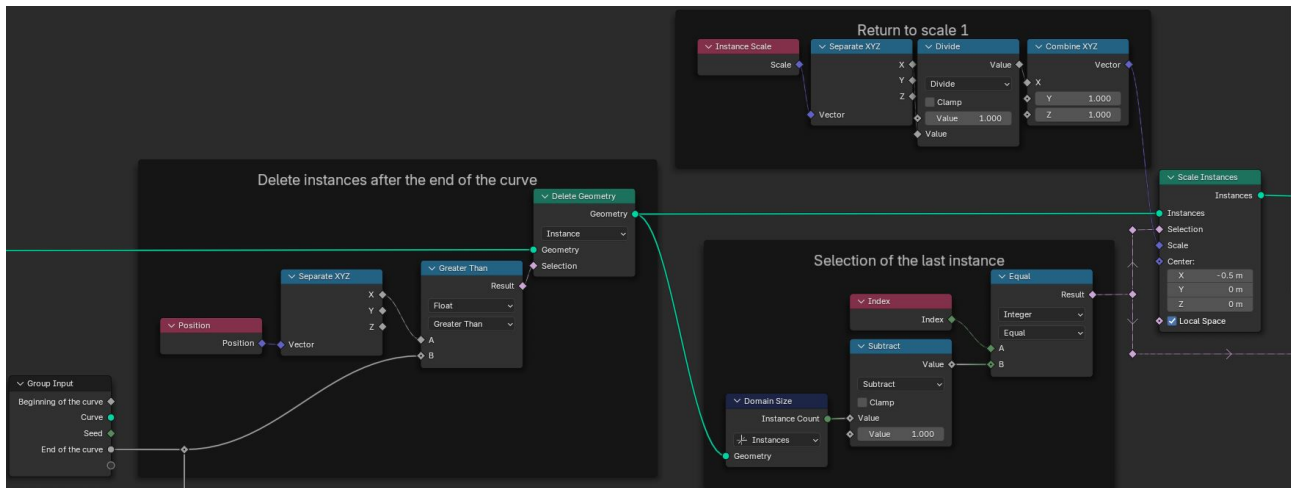 Return to scale 1
Instance Scale
Scale
Separate XYZ
X
Y
Z
Vector
Divide
Value
Divide
Clamp
Value 1.000
Value
Combine XYZ
Vector
X
Y 1.000
Z 1.000
Delete instances after the end of the curve
Delete Geometry
Geometry
Instance
Geometry
Selection
Separate XYZ
X
Y
Z
Vector
Greater Than
Result
Float
Greater Than
A
B
Position
Position
Group Input
Beginning of the curve
Curve
Seed
End of the curve
Selection of the last instance
Index
Index
Equal
Result
Integer
Equal
A
B
Subtract
Value
Subtract
Clamp
Value
Value 1.000
Domain Size
Instance Count
Instances
Geometry
Scale Instances
Instances
Instances
Selection
Scale
Center:
X -0.5 m
Y 0 m
Z 0 m
Local Space